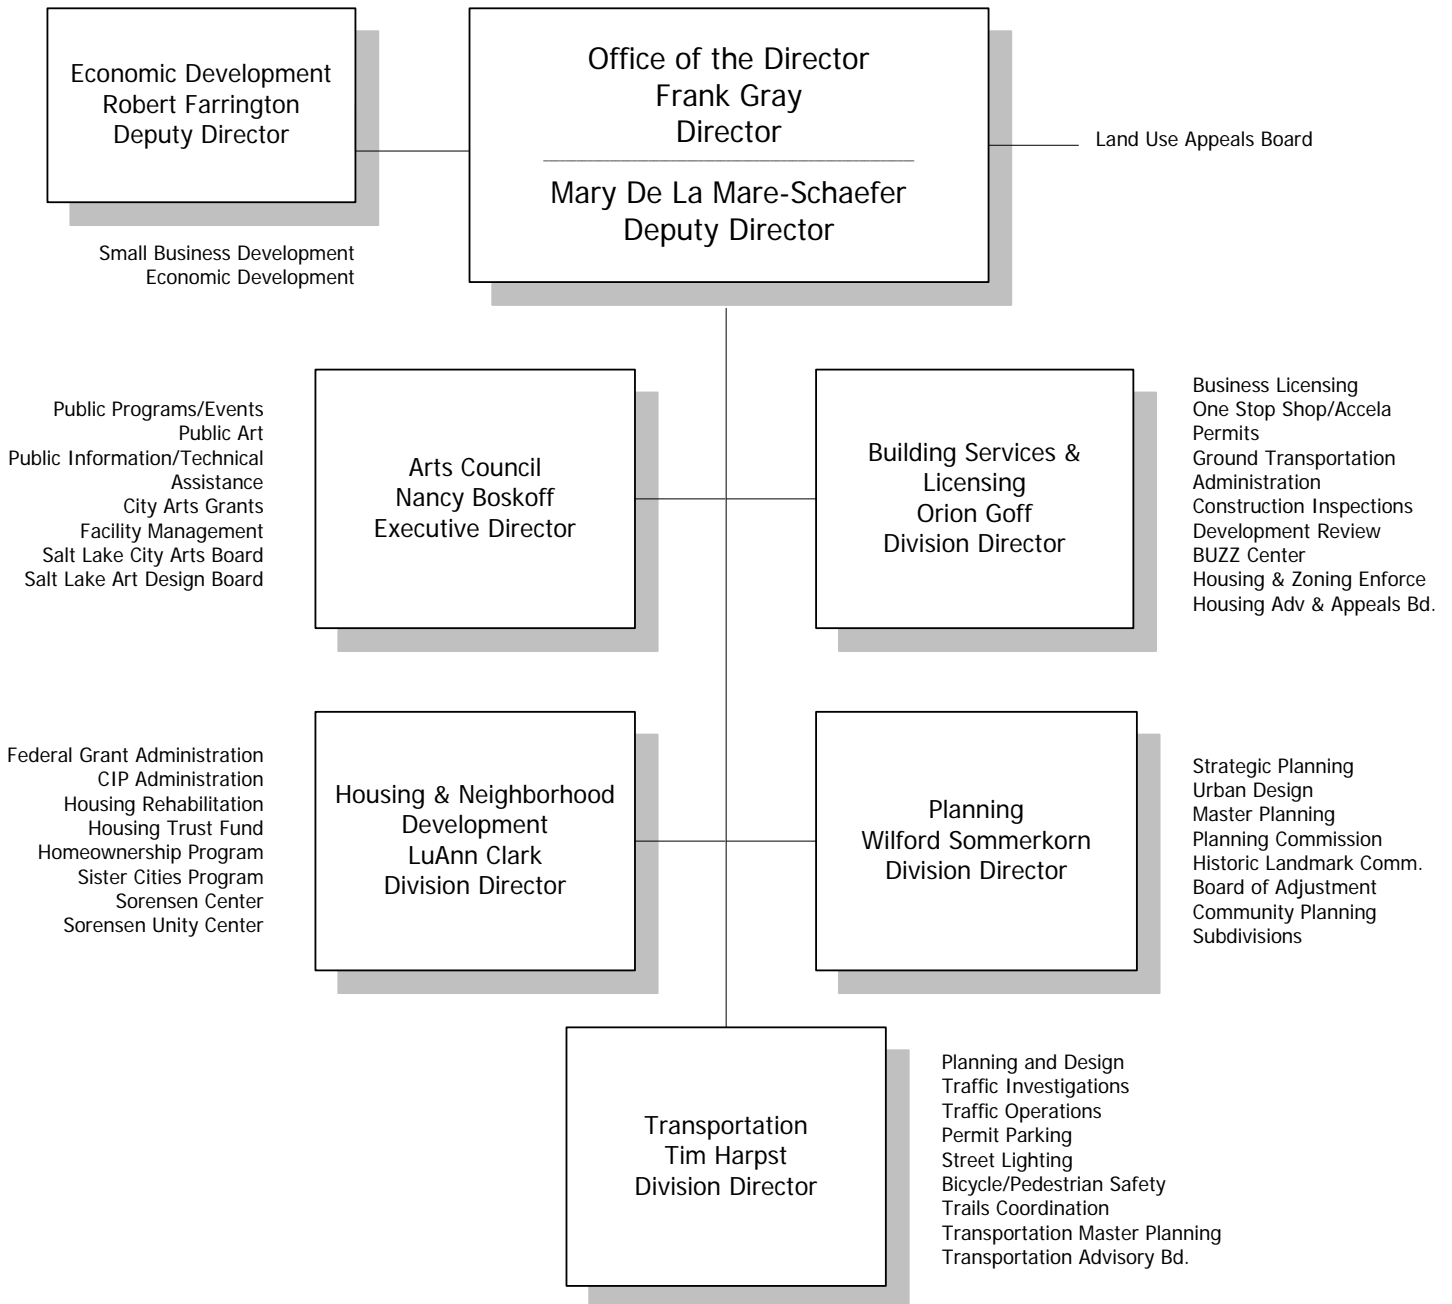 Economic Development
Robert Farrington
Deputy Director
Small Business Development
Economic Development
Office of the Director
Frank Gray
Director
Mary De La Mare-Schaefer
Deputy Director
Land Use Appeals Board
Public Programs/Events
Public Art
Public Information/Technical
Assistance
City Arts Grants
Facility Management
Salt Lake City Arts Board
Salt Lake Art Design Board
Arts Council
Nancy Boskoff
Executive Director
Building Services &
Licensing
Orion Goff
Division Director
Business Licensing
One Stop Shop/Accela
Permits
Ground Transportation
Administration
Construction Inspections
Development Review
BUZZ Center
Housing & Zoning Enforce
Housing Adv & Appeals Bd.
Federal Grant Administration
CIP Administration
Housing Rehabilitation
Housing Trust Fund
Homeownership Program
Sister Cities Program
Sorensen Center
Sorensen Unity Center
Housing & Neighborhood
Development
LuAnn Clark
Division Director
Planning
Wilford Sommerkorn
Division Director
Strategic Planning
Urban Design
Master Planning
Planning Commission
Historic Landmark Comm.
Board of Adjustment
Community Planning
Subdivisions
Transportation
Tim Harpst
Division Director
Planning and Design
Traffic Investigations
Traffic Operations
Permit Parking
Street Lighting
Bicycle/Pedestrian Safety
Trails Coordination
Transportation Master Planning
Transportation Advisory Bd.